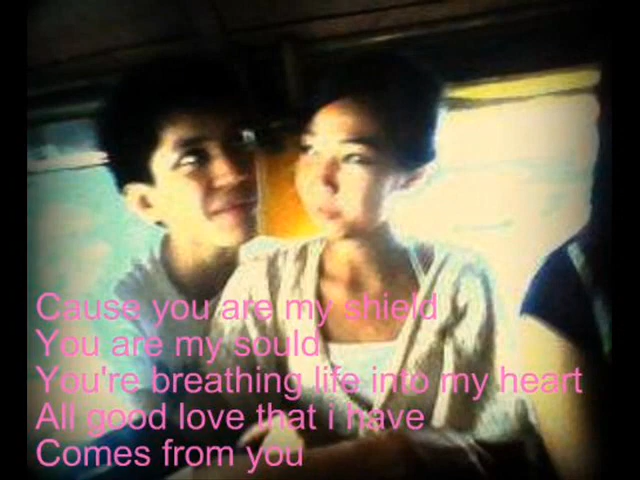 Cause you are my shield
You are my sould
You're breathing life into my heart
All good love that i have
Comes from you